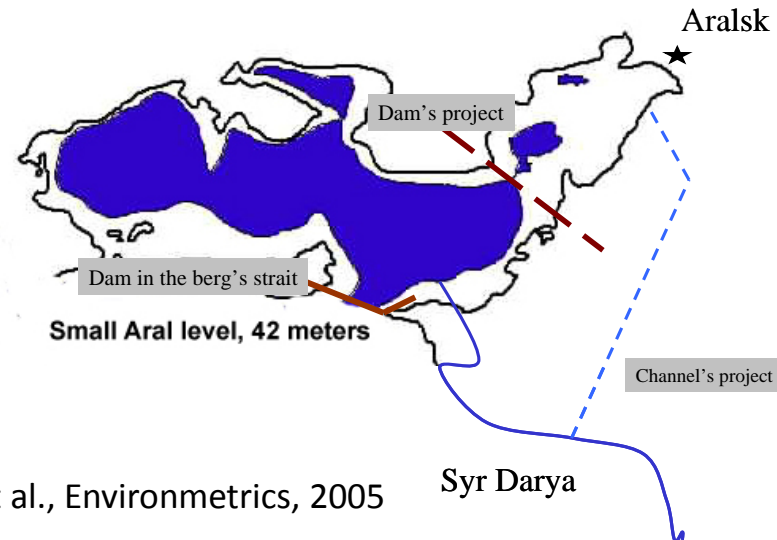 Aralsk
Dam's project
Dam in the berg's strait
Small Aral level, 42 meters
Channel's project
Syr Darya
al., Environmetrics, 2005